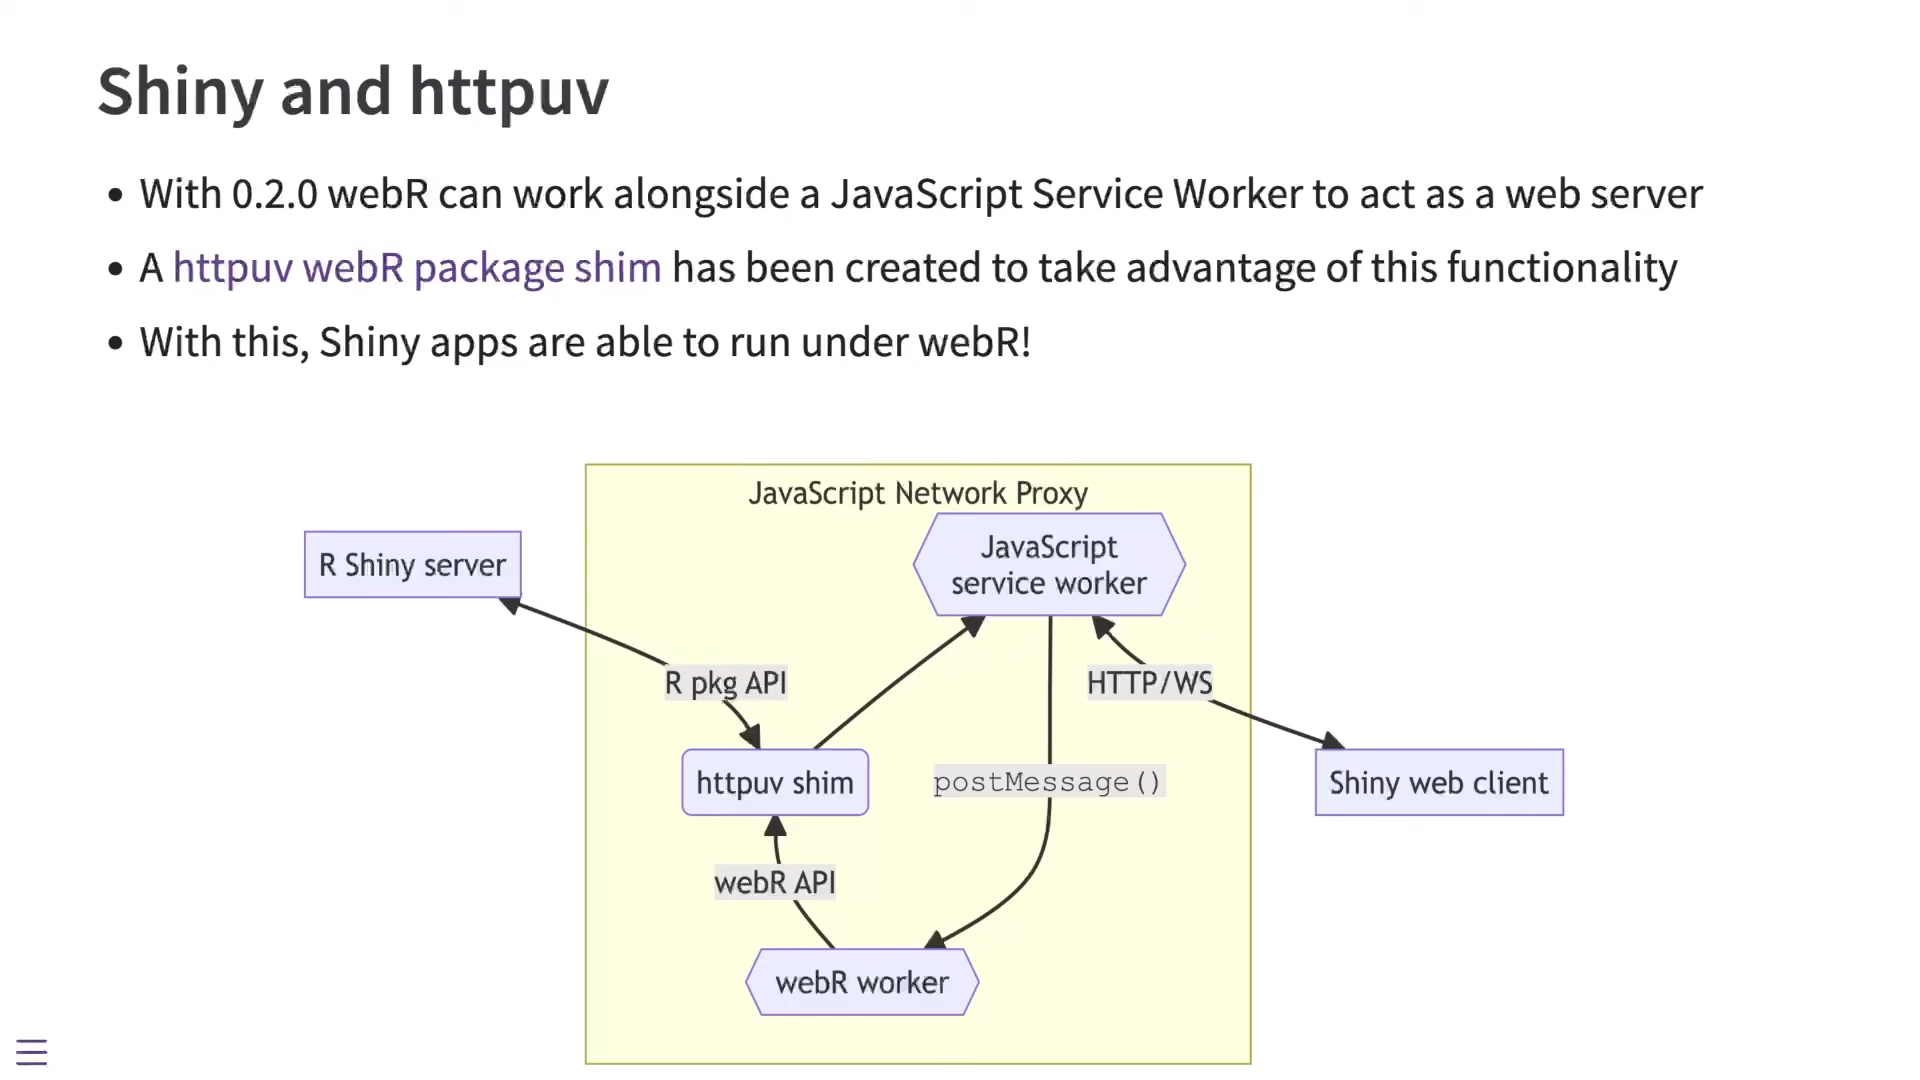 Shiny and httpuv
• With 0.2.0 webR can work alongside a JavaScript Service Worker to act as a web server
• A httpuv webR package shim has been created to take advantage of this functionality
• With this, Shiny apps are able to run under webR!
JavaScript Network Proxy
R Shiny server
JavaScript
service worker
R pkg API
HTTP/WS
httpuv shim
postMessage()
Shiny web client
webR API
webR worker